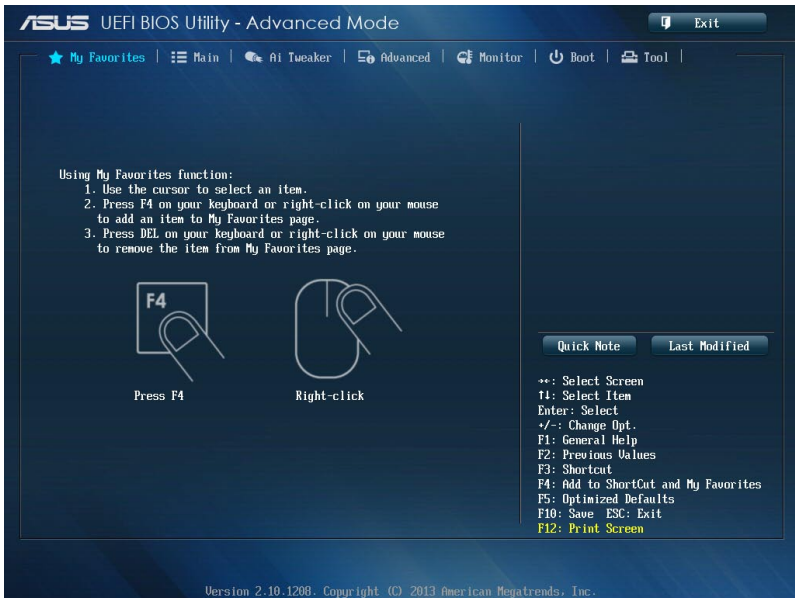 ASUS UEFI BIOS Utility - Advanced Mode
Exit
My Favorites | Main | Ai Tweaker | Advanced | Monitor | Boot | Tool |
Using My Favorites function:
1. Use the cursor to select an item.
2. Press F4 on your keyboard or right-click on your mouse
to add an item to My Favorites page.
3. Press DEL on your keyboard or right-click on your mouse
to remove the item from My Favorites page.
F4
Press F4
Right-click
Quick Note
Last Modified
→←: Select Screen
↑↓: Select Item
Enter: Select
+/-: Change Opt.
F1: General Help
F2: Previous Values
F3: Shortcut
F4: Add to ShortCut and My Favorites
F5: Optimized Defaults
F10: Save ESC: Exit
F12: Print Screen
Version 2.10.1208. Copyright (C) 2013 American Megatrends, Inc.